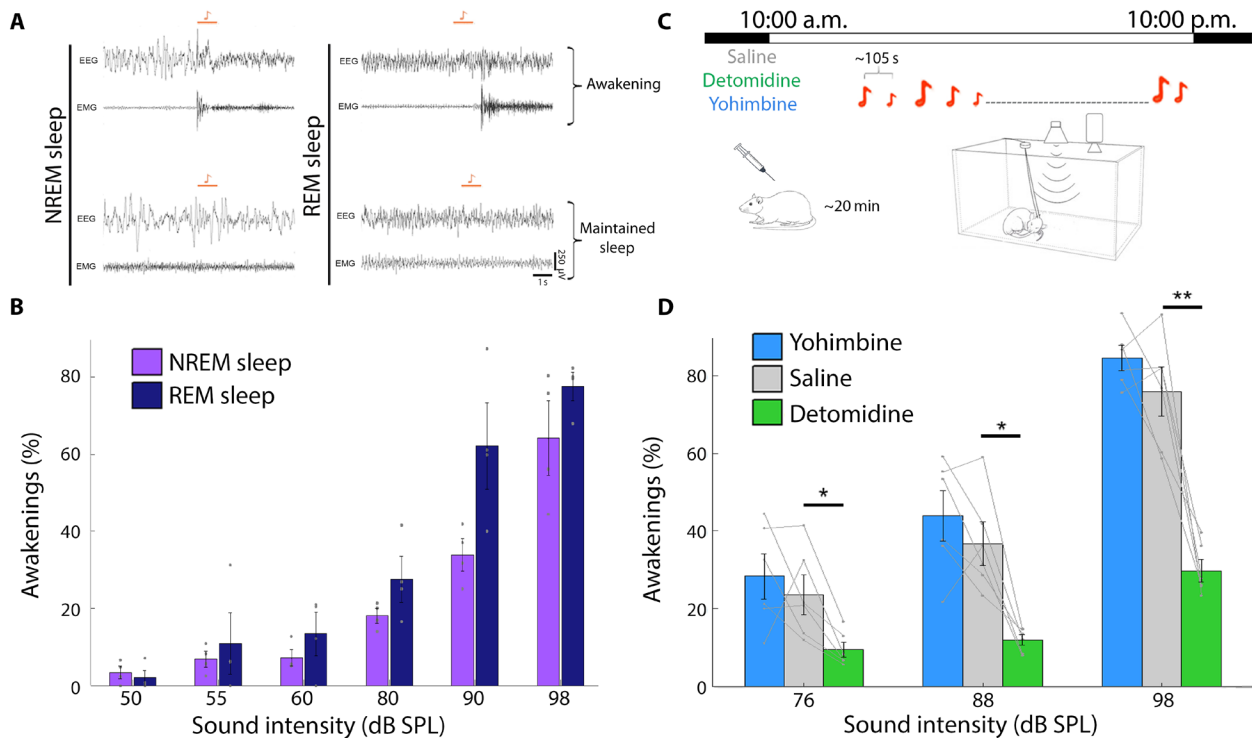 A
NREM sleep
EEG
EMG
EEG
EMG
REM sleep
EEG
EMG
Awakening
EEG
EMG
Maintained
sleep
250 µV
1s
C
10:00 a.m.
10:00 p.m.
Saline
Detomidine
Yohimbine
~105 s
~20 min
B
NREM sleep
REM sleep
Awakenings (%)
80
60
40
20
0
50
55
60
80
90
98
Sound intensity (dB SPL)
D
Yohimbine
Saline
Detomidine
*
*
**
Awakenings (%)
80
60
40
20
0
76
88
98
Sound intensity (dB SPL)